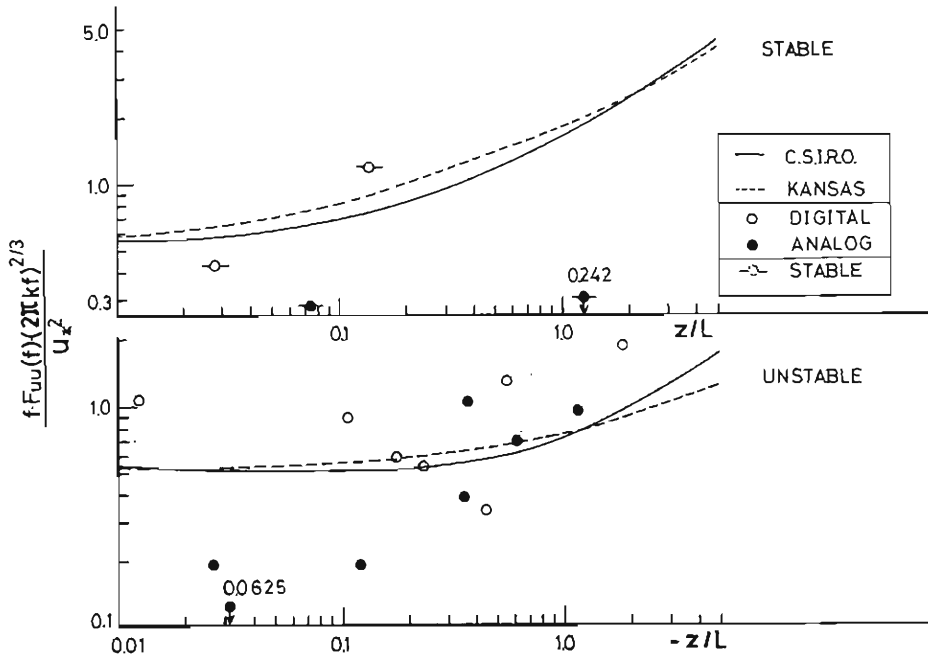 5.0
STABLE
C.S.I.R.O.
KANSAS
1.0
DIGITAL
ANALOG
STABLE
0.242
0.3
0.1
1.0
z/L
f·Fuu(f)·(2πkf)^2/3
u*²
UNSTABLE
1.0
0.0625
0.1
0.01
0.1
1.0
-z/L